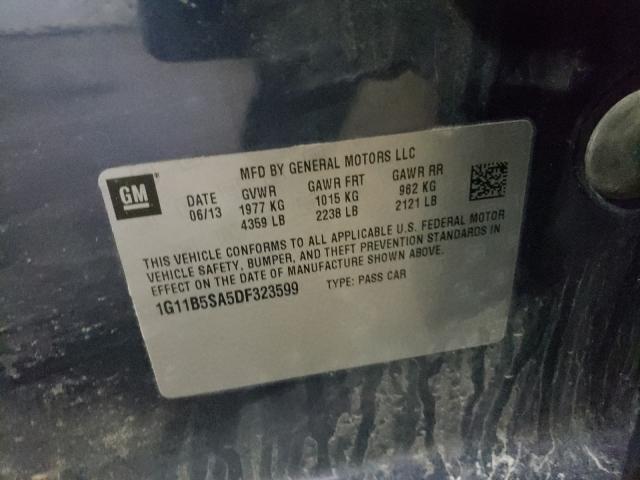 MFD BY GENERAL MOTORS LLC
GM
DATE GVWR GAWR FRT GAWR RR
06/13 1977 KG 1015 KG 962 KG
4359 LB 2238 LB 2121 LB
THIS VEHICLE CONFORMS TO ALL APPLICABLE U.S. FEDERAL MOTOR
VEHICLE SAFETY, BUMPER, AND THEFT PREVENTION STANDARDS IN
EFFECT ON THE DATE OF MANUFACTURE SHOWN ABOVE.
1G11B5SA5DF323599 TYPE: PASS CAR